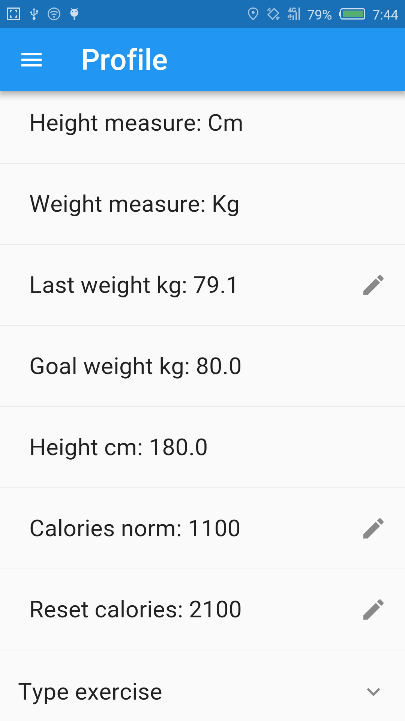 79% 7:44
Profile
Height measure: Cm
Weight measure: Kg
Last weight kg: 79.1
Goal weight kg: 80.0
Height cm: 180.0
Calories norm: 1100
Reset calories: 2100
Type exercise